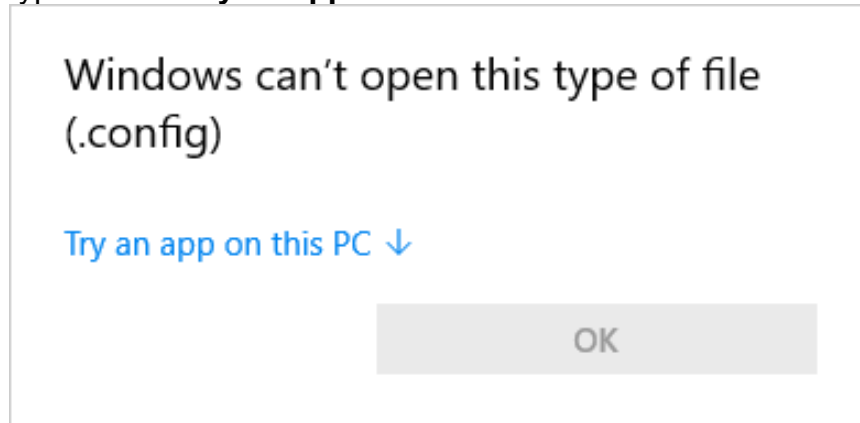 Windows can't open this type of file
(.config)
Try an app on this PC ↓
OK